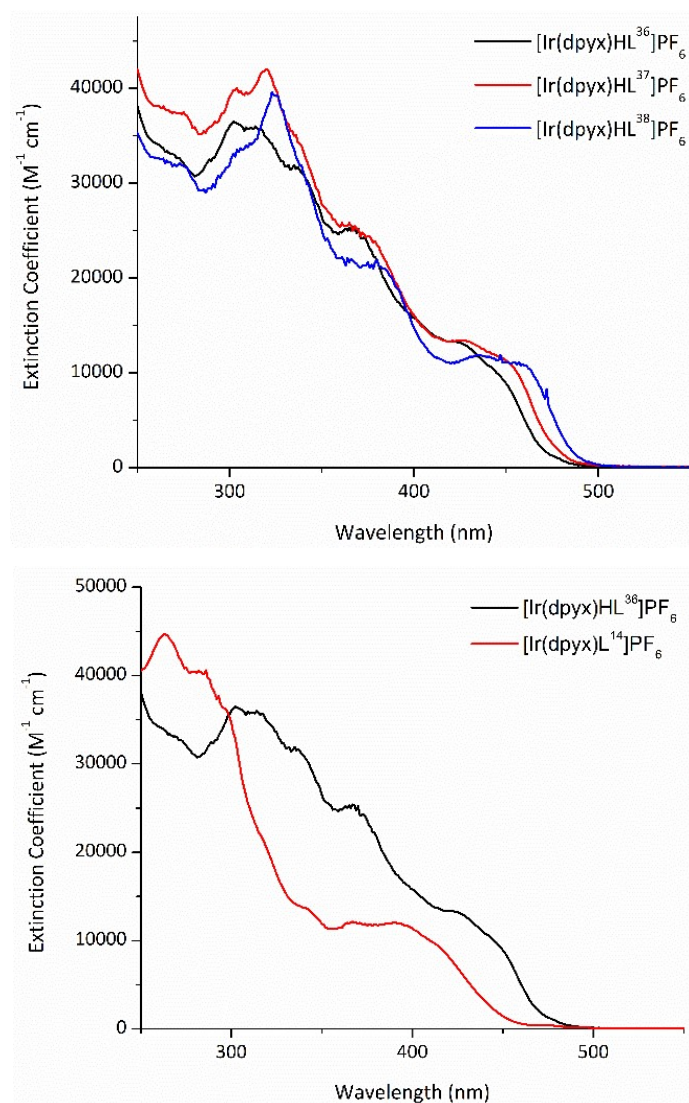 [Ir(dpyx)HL³⁶]PF₆
[Ir(dpyx)HL³⁷]PF₆
[Ir(dpyx)HL³⁸]PF₆
40000
30000
20000
10000
0
Extinction Coefficient (M⁻¹ cm⁻¹)
300 400 500
Wavelength (nm)
[Ir(dpyx)HL³⁶]PF₆
[Ir(dpyx)L¹⁴]PF₆
50000
40000
30000
20000
10000
0
Extinction Coefficient (M⁻¹ cm⁻¹)
300 400 500
Wavelength (nm)